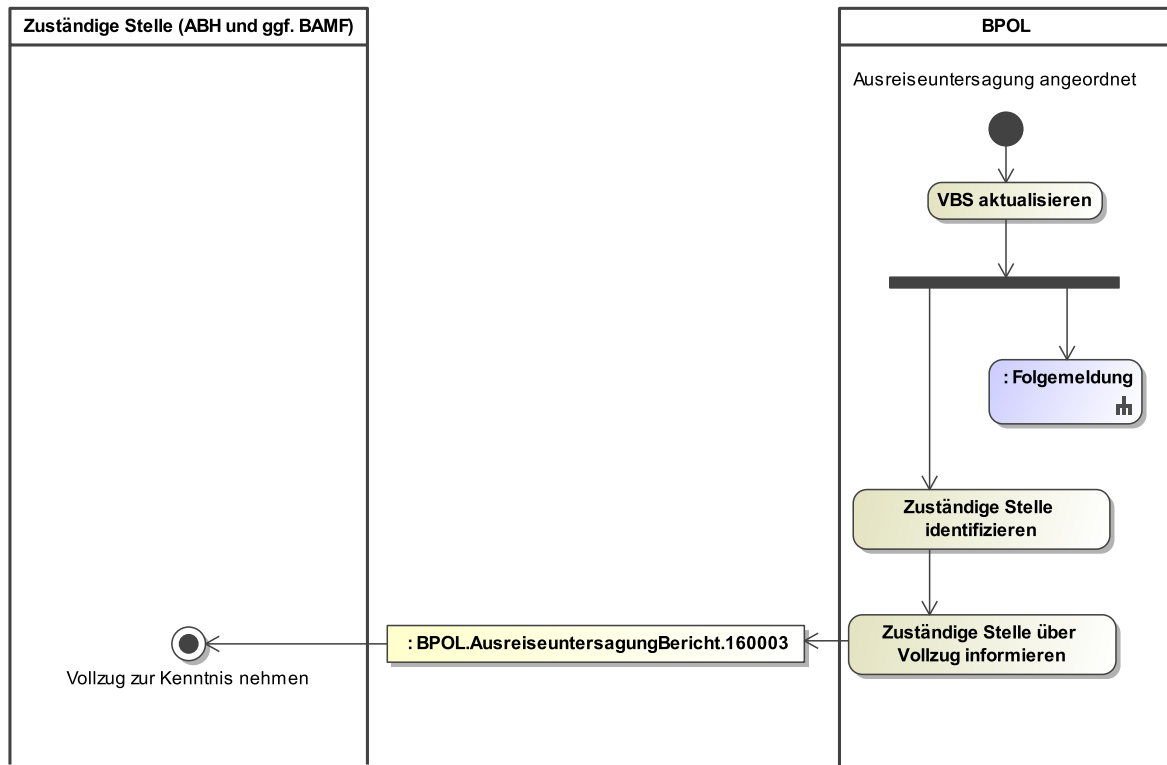 Zuständige Stelle (ABH und ggf. BAMF)
BPOL
Ausreiseuntersagung angeordnet
VBS aktualisieren
: Folgemeldung
Zuständige Stelle
identifizieren
Zuständige Stelle über
Vollzug informieren
: BPOL.AusreiseuntersagungBericht.160003
Vollzug zur Kenntnis nehmen